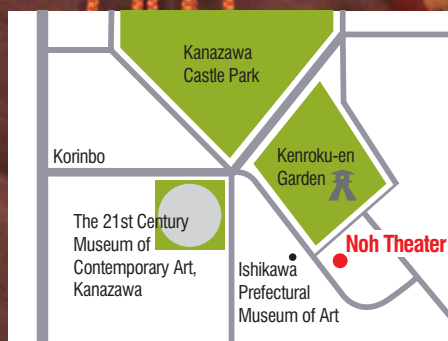 Kanazawa
Castle Park
Korinbo
Kenroku-en
Garden
The 21st Century
Museum of
Contemporary Art,
Kanazawa
Noh Theater
Ishikawa
Prefectural
Museum of Art